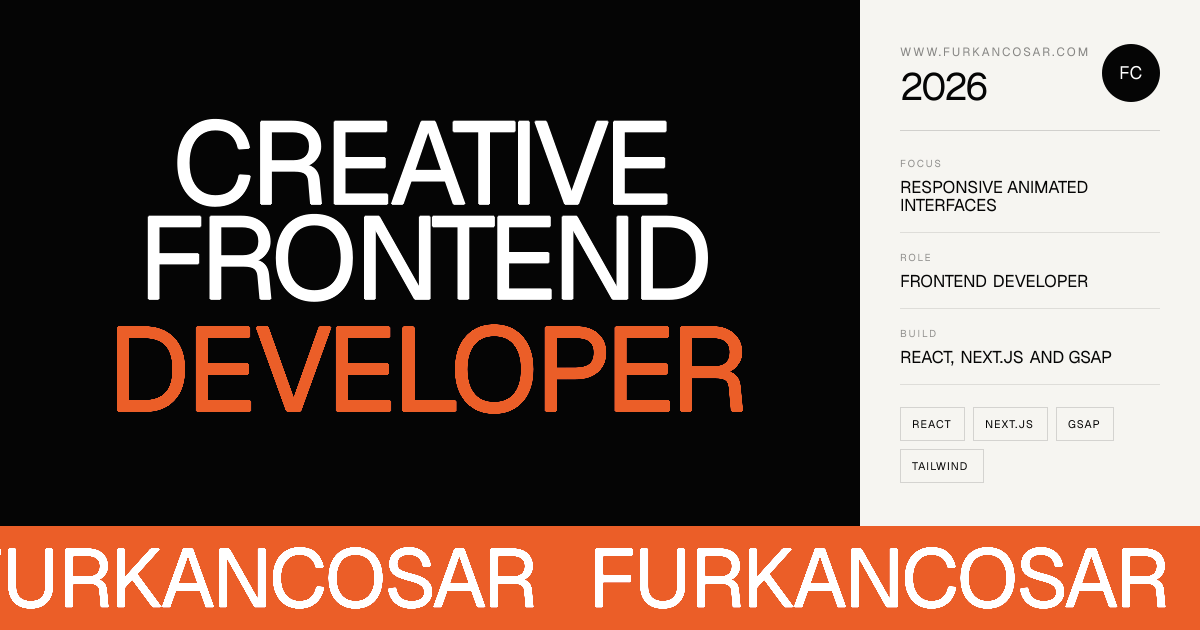 CREATIVE
FRONTEND
DEVELOPER
WWW.FURKANCOSAR.COM
2026
FC
FOCUS
RESPONSIVE ANIMATED
INTERFACES
ROLE
FRONTEND DEVELOPER
BUILD
REACT, NEXT.JS AND GSAP
REACT NEXT.JS GSAP
TAILWIND
FURKANCOSAR FURKANCOSAR